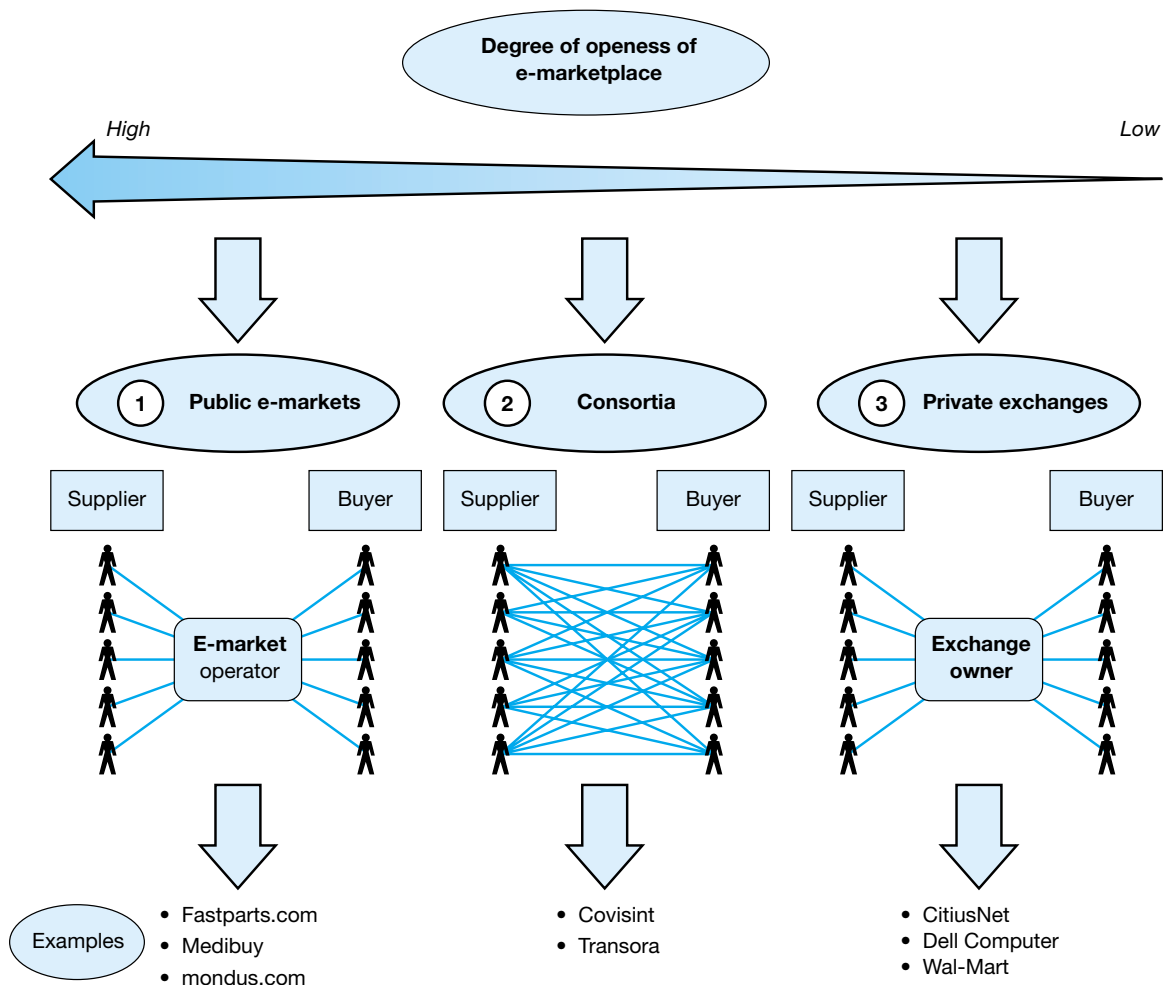 Degree of openess of
e-marketplace
High
Low
1 Public e-markets
2 Consortia
3 Private exchanges
Supplier
Buyer
Supplier
Buyer
Supplier
Buyer
E-market
operator
Exchange
owner
Examples
• Fastparts.com
• Medibuy
• mondus.com
• Covisint
• Transora
• CitiusNet
• Dell Computer
• Wal-Mart